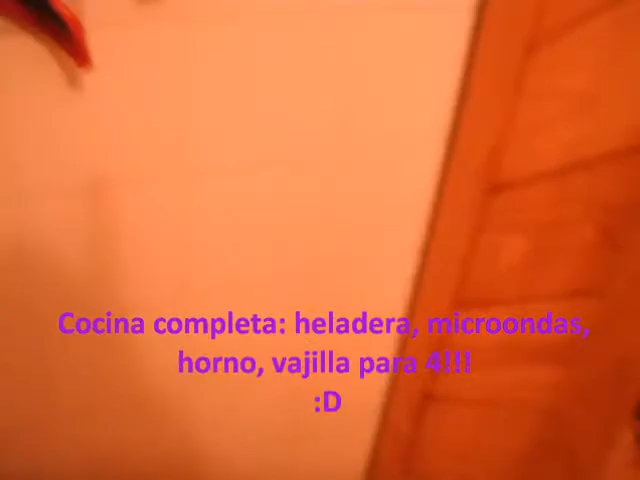 Cocina completa: heladera, microondas,
horno, vajilla para 4!!!
:D